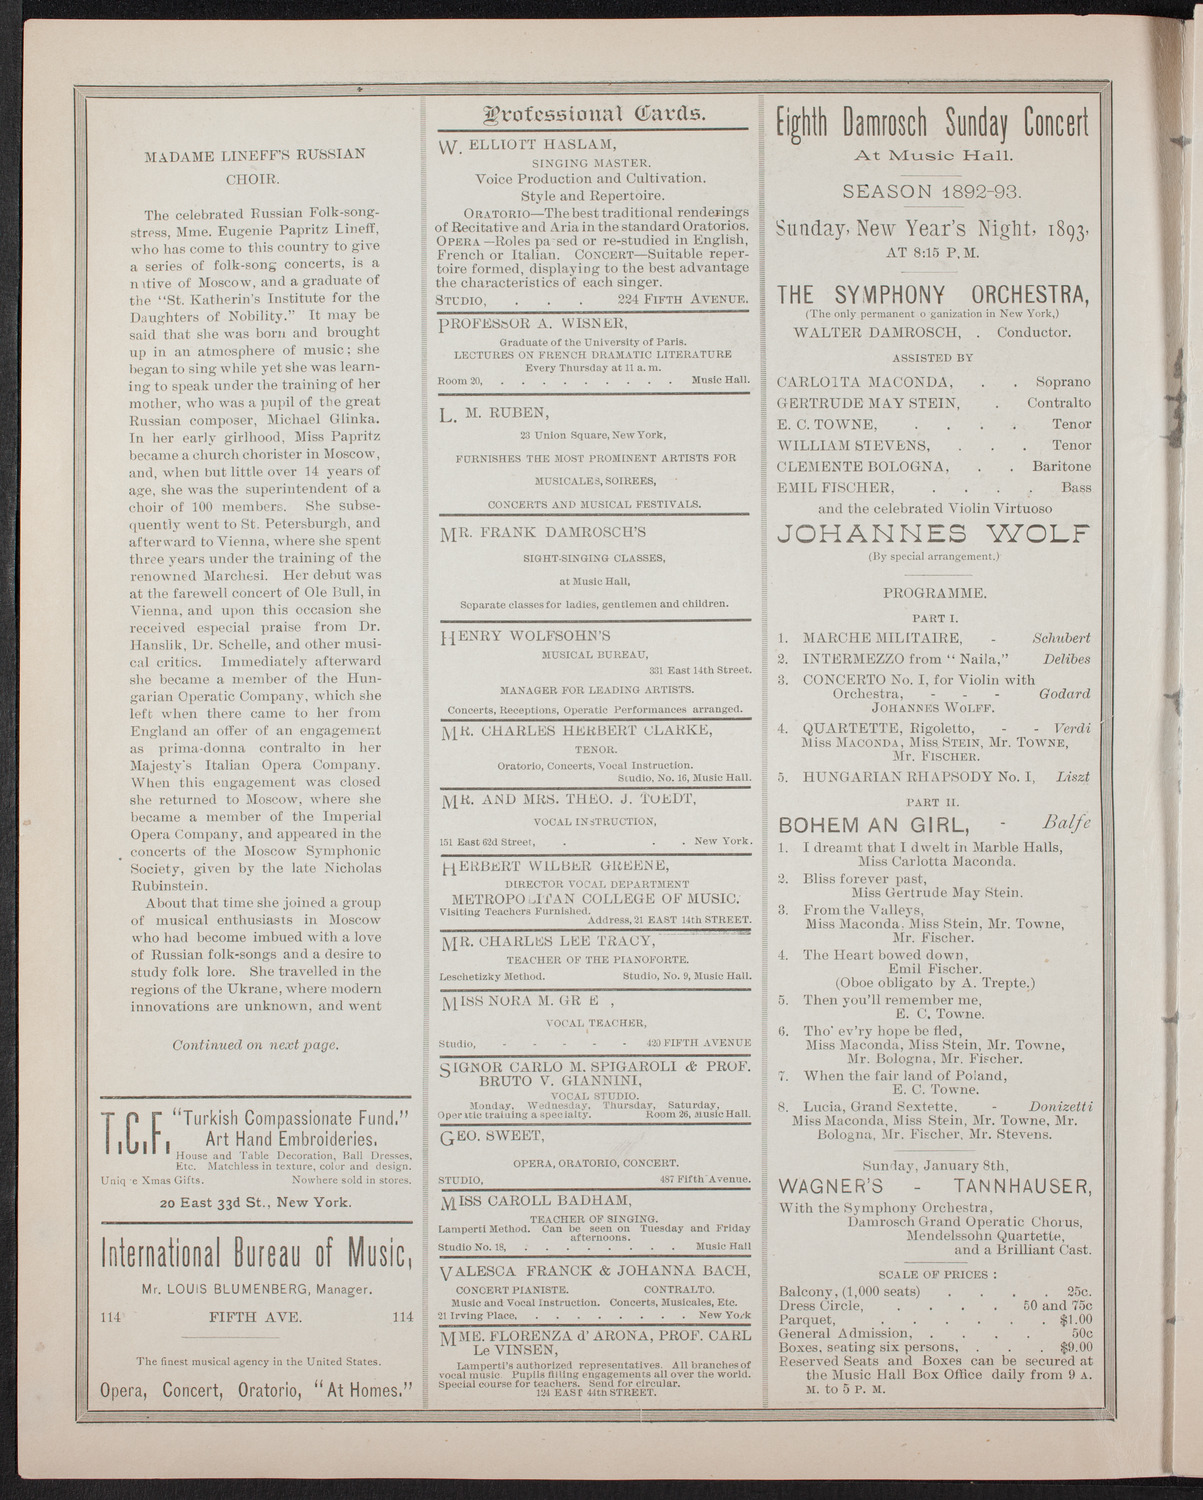 MADAME LINEFF'S RUSSIAN
CHOIR.
The celebrated Russian Folk-song-
stress, Mme. Eugenie Papritz Lineff,
who has come to this country to give
a series of folk-song concerts, is a
native of Moscow, and a graduate of
the "St. Katherin's Institute for the
Daughters of Nobility." It may be
said that she was born and brought
up in an atmosphere of music; she
began to sing while yet she was learn-
ing to speak under the training of her
mother, who was a pupil of the great
Russian composer, Michael Glinka.
In her early girlhood, Miss Papritz
became a church chorister in Moscow,
and, when but little over 14 years of
age, she was the superintendent of a
choir of 100 members. She subse-
quently went to St. Petersburgh, and
afterward to Vienna, where she spent
three years under the training of the
renowned Marchesi. Her debut was
at the farewell concert of Ole Bull, in
Vienna, and upon this occasion she
received especial praise from Dr.
Hanslik, Dr. Schelle, and other musi-
cal critics. Immediately afterward
she became a member of the Hun-
garian Operatic Company, which she
left when there came to her from
England an offer of an engagement
as prima-donna contralto in her
Majesty's Italian Opera Company.
When this engagement was closed
she returned to Moscow, where she
became a member of the Imperial
Opera Company, and appeared in the
concerts of the Moscow Symphonic
Society, given by the late Nicholas
Rubinstein.
About that time she joined a group
of musical enthusiasts in Moscow
who had become imbued with a love
of Russian folk-songs and a desire to
study folk lore. She travelled in the
regions of the Ukrane, where modern
innovations are unknown, and went
Continued on next page.
T.C.F. "Turkish Compassionate Fund."
Art Hand Embroideries.
House and Table Decoration, Ball Dresses,
Etc. Matchless in texture, color and design.
Uniq e Xmas Gifts. Nowhere sold in stores.
20 East 33d St., New York.
International Bureau of Music,
Mr. LOUIS BLUMENBERG, Manager.
114 FIFTH AVE. 114
The finest musical agency in the United States.
Opera, Concert, Oratorio, "At Homes."
Professional Cards.
W. ELLIOTT HASLAM,
SINGING MASTER.
Voice Production and Cultivation.
Style and Repertoire.
ORATORIO—The best traditional renderings
of Recitative and Aria in the standard Oratorios.
OPERA—Roles pa sed or re-studied in English,
French or Italian. CONCERT—Suitable reper-
toire formed, displaying to the best advantage
the characteristics of each singer.
STUDIO, . . . 224 FIFTH AVENUE.
PROFESSOR A. WISNER,
Graduate of the University of Paris.
LECTURES ON FRENCH DRAMATIC LITERATURE
Every Thursday at 11 a. m.
Room 20, . . . . . . . . . Music Hall.
L. M. RUBEN,
23 Union Square, New York,
FURNISHES THE MOST PROMINENT ARTISTS FOR
MUSICALES, SOIREES,
CONCERTS AND MUSICAL FESTIVALS.
MR. FRANK DAMROSCH'S
SIGHT-SINGING CLASSES,
at Music Hall,
Separate classes for ladies, gentlemen and children.
HENRY WOLFSOHN'S
MUSICAL BUREAU,
331 East 14th Street.
MANAGER FOR LEADING ARTISTS.
Concerts, Receptions, Operatic Performances arranged.
MR. CHARLES HERBERT CLARKE,
TENOR.
Oratorio, Concerts, Vocal Instruction.
Studio, No. 16, Music Hall.
MR. AND MRS. THEO. J. TOEDT,
VOCAL INSTRUCTION,
151 East 62d Street, . . . New York.
HERBERT WILBER GREENE,
DIRECTOR VOCAL DEPARTMENT
METROPOLITAN COLLEGE OF MUSIC.
Visiting Teachers Furnished.
Address, 21 EAST 14th STREET.
MR. CHARLES LEE TRACY,
TEACHER OF THE PIANOFORTE.
Leschetizky Method. Studio, No. 9, Music Hall.
MISS NORA M. GR E ,
VOCAL TEACHER,
Studio, - - - - - 420 FIFTH AVENUE
SIGNOR CARLO M. SPIGAROLI & PROF.
BRUTO V. GIANNINI,
VOCAL STUDIO.
Monday, Wednesday, Thursday, Saturday,
Operatic training a specialty. Room 26, Music Hall.
GEO. SWEET,
OPERA, ORATORIO, CONCERT.
STUDIO, 487 Fifth Avenue.
MISS CAROLL BADHAM,
TEACHER OF SINGING.
Lamperti Method. Can be seen on Tuesday and Friday
afternoons.
Studio No. 18, . . . . . . . . Music Hall
VALESCA FRANCK & JOHANNA BACH,
CONCERT PIANISTE. CONTRALTO.
Music and Vocal Instruction. Concerts, Musicales, Etc.
21 Irving Place, . . . . . . . . New York
MME. FLORENZA d' ARONA, PROF. CARL
Le VINSEN,
Lamperti's authorized representatives. All branches of
vocal music. Pupils filling engagements all over the world.
Special course for teachers. Send for circular.
124 EAST 44th STREET.
Eighth Damrosch Sunday Concert
At Music Hall.
SEASON 1892-93.
Sunday, New Year's Night, 1893,
AT 8:15 P. M.
THE SYMPHONY ORCHESTRA,
(The only permanent o ganization in New York,)
WALTER DAMROSCH, . Conductor.
ASSISTED BY
CARLOTTA MACONDA, . . Soprano
GERTRUDE MAY STEIN, . Contralto
E. C. TOWNE, . . . . Tenor
WILLIAM STEVENS, . . . Tenor
CLEMENTE BOLOGNA, . . Baritone
EMIL FISCHER, . . . . Bass
and the celebrated Violin Virtuoso
JOHANNES WOLF
(By special arrangement.)
PROGRAMME.
PART I.
1. MARCHE MILITAIRE, - Schubert
2. INTERMEZZO from "Naila," Delibes
3. CONCERTO No. I, for Violin with
Orchestra, - - - Godard
JOHANNES WOLFF.
4. QUARTETTE, Rigoletto, - - Verdi
Miss MACONDA, Miss STEIN, Mr. TOWNE,
Mr. FISCHER.
5. HUNGARIAN RHAPSODY No. I, Liszt
PART II.
BOHEM AN GIRL, - Balfe
1. I dreamt that I dwelt in Marble Halls,
Miss Carlotta Maconda.
2. Bliss forever past,
Miss Gertrude May Stein.
3. From the Valleys,
Miss Maconda, Miss Stein, Mr. Towne,
Mr. Fischer.
4. The Heart bowed down,
Emil Fischer.
(Oboe obligato by A. Trepte.)
5. Then you'll remember me,
E. C. Towne.
6. Tho' ev'ry hope be fled,
Miss Maconda, Miss Stein, Mr. Towne,
Mr. Bologna, Mr. Fischer.
7. When the fair land of Poland,
E. C. Towne.
8. Lucia, Grand Sextette, - Donizetti
Miss Maconda, Miss Stein, Mr. Towne, Mr.
Bologna, Mr. Fischer, Mr. Stevens.
Sunday, January 8th,
WAGNER'S - TANNHAUSER,
With the Symphony Orchestra,
Damrosch Grand Operatic Chorus,
Mendelssohn Quartette,
and a Brilliant Cast.
SCALE OF PRICES:
Balcony, (1,000 seats) . . . . 25c.
Dress Circle, . . . . 50 and 75c
Parquet, . . . . . . $1.00
General Admission, . . . . 50c
Boxes, seating six persons, . . . $9.00
Reserved Seats and Boxes can be secured at
the Music Hall Box Office daily from 9 A.
M. to 5 P. M.